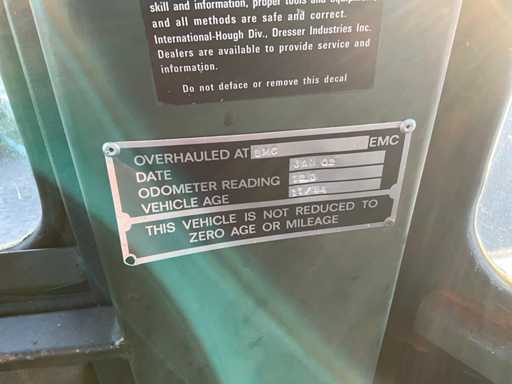 skill and information, proper tools and equipment
and all methods are safe and correct.
International-Hough Div., Dresser Industries Inc.
Dealers are available to provide service and
information.
Do not deface or remove this decal
OVERHAULED AT EMC EMC
DATE JAN 02
ODOMETER READING
VEHICLE AGE 11/84
THIS VEHICLE IS NOT REDUCED TO
ZERO AGE OR MILEAGE